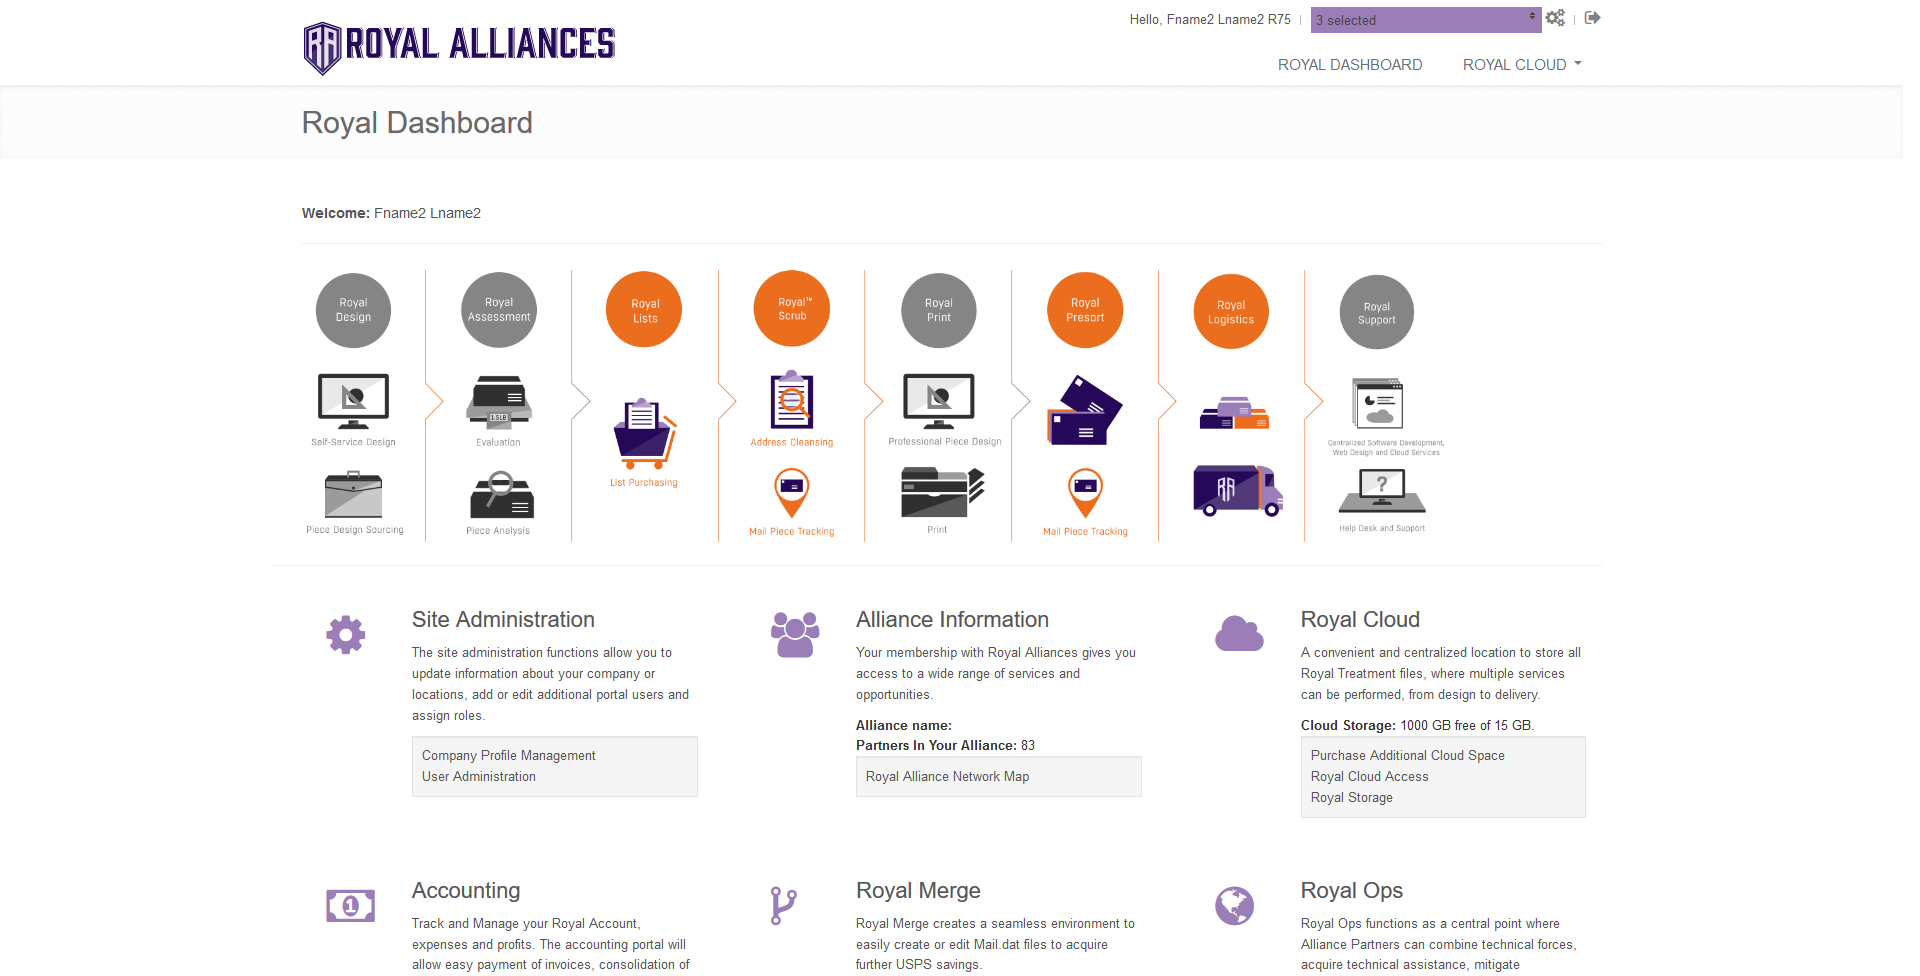 ROYAL ALLIANCES
Hello, Fname2 Lname2 R75
3 selected
ROYAL DASHBOARD
ROYAL CLOUD
Royal Dashboard
Welcome: Fname2 Lname2
Royal
Design
Self-Service Design
Piece Design Sourcing
Royal
Assessment
1.5LB
Evaluation
Piece Analysis
Royal
Lists
List Purchasing
Royal™
Scrub
Address Cleansing
Mail Piece Tracking
Royal
Print
Professional Piece Design
Print
Royal
Presort
Mail Piece Tracking
Royal
Logistics
RA
Royal
Support
Centralized Software Development,
Web Design and Cloud Services
?
Help Desk and Support
Site Administration
The site administration functions allow you to
update information about your company or
locations, add or edit additional portal users and
assign roles.
Company Profile Management
User Administration
Alliance Information
Your membership with Royal Alliances gives you
access to a wide range of services and
opportunities.
Alliance name:
Partners In Your Alliance: 83
Royal Alliance Network Map
Royal Cloud
A convenient and centralized location to store all
Royal Treatment files, where multiple services
can be performed, from design to delivery.
Cloud Storage: 1000 GB free of 15 GB.
Purchase Additional Cloud Space
Royal Cloud Access
Royal Storage
1
Accounting
Track and Manage your Royal Account,
expenses and profits. The accounting portal will
allow easy payment of invoices, consolidation of
Royal Merge
Royal Merge creates a seamless environment to
easily create or edit Mail.dat files to acquire
further USPS savings.
Royal Ops
Royal Ops functions as a central point where
Alliance Partners can combine technical forces,
acquire technical assistance, mitigate